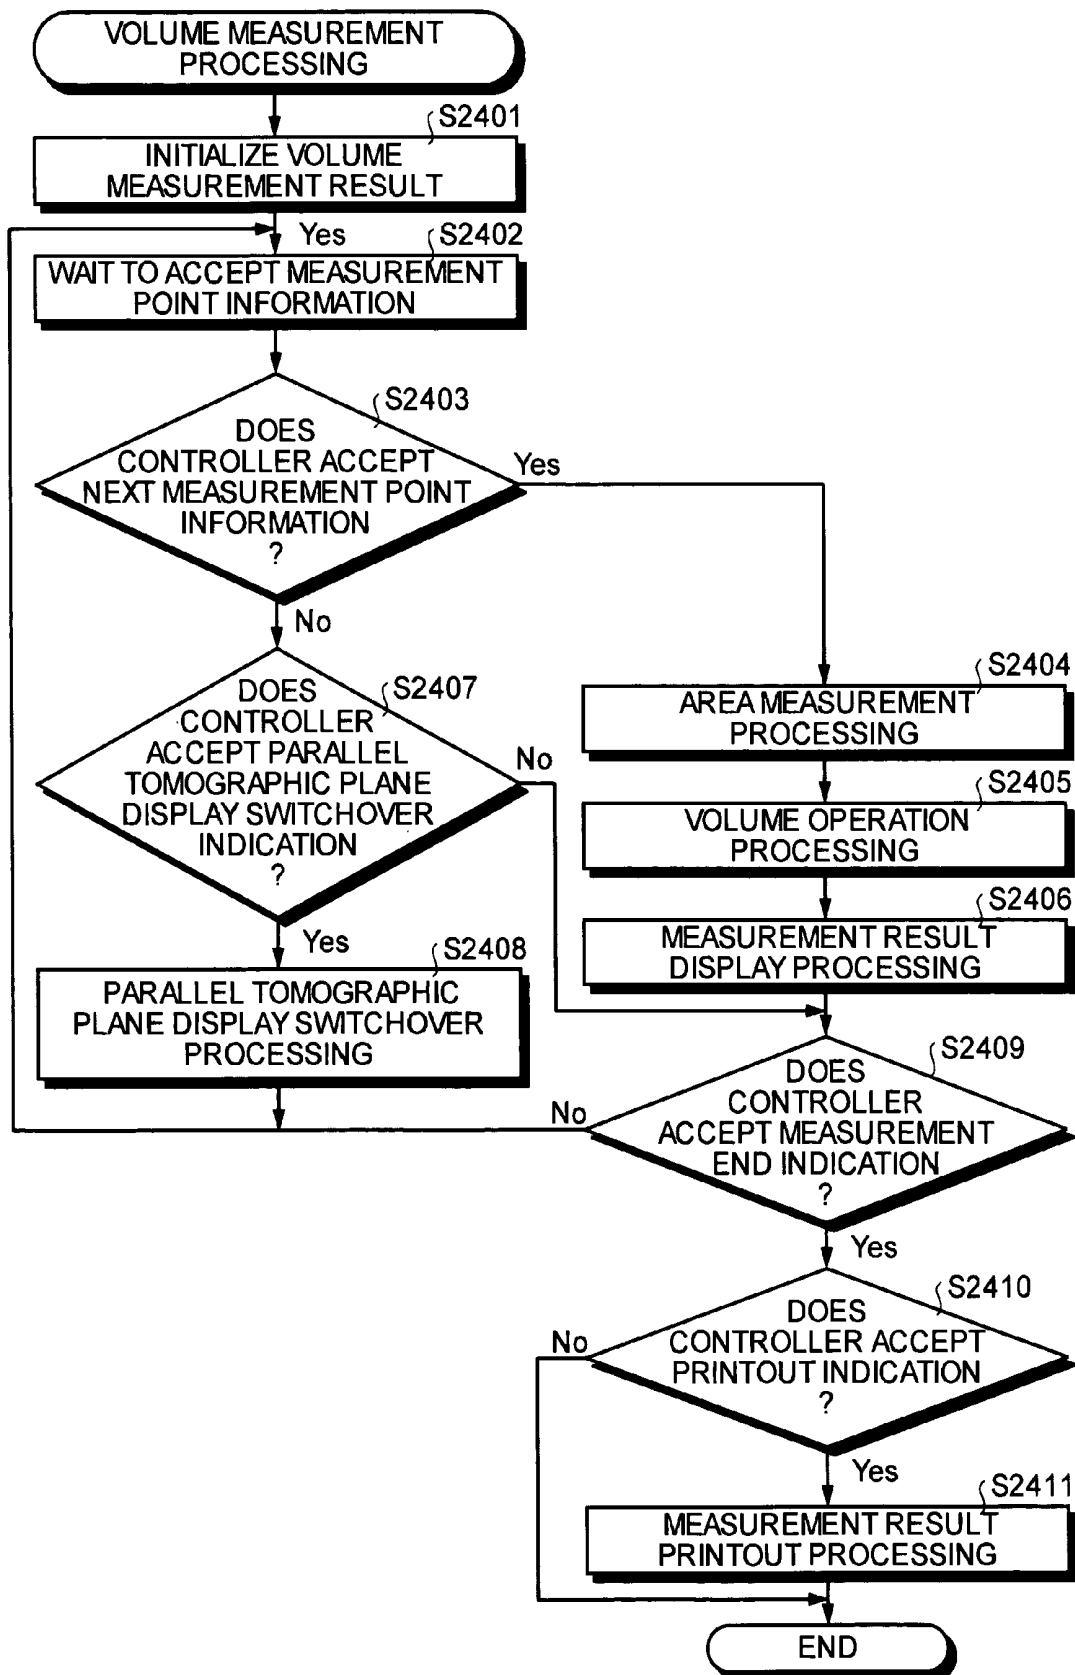 VOLUME MEASUREMENT
PROCESSING
S2401
INITIALIZE VOLUME
MEASUREMENT RESULT
Yes
S2402
WAIT TO ACCEPT MEASUREMENT
POINT INFORMATION
S2403
DOES
CONTROLLER ACCEPT
NEXT MEASUREMENT POINT
INFORMATION
?
Yes
No
S2407
DOES
CONTROLLER
ACCEPT PARALLEL
TOMOGRAPHIC PLANE
DISPLAY SWITCHOVER
INDICATION
?
No
Yes
S2408
PARALLEL TOMOGRAPHIC
PLANE DISPLAY SWITCHOVER
PROCESSING
S2404
AREA MEASUREMENT
PROCESSING
S2405
VOLUME OPERATION
PROCESSING
S2406
MEASUREMENT RESULT
DISPLAY PROCESSING
S2409
DOES
CONTROLLER
ACCEPT MEASUREMENT
END INDICATION
?
No
Yes
S2410
DOES
CONTROLLER ACCEPT
PRINTOUT INDICATION
?
No
Yes
S2411
MEASUREMENT RESULT
PRINTOUT PROCESSING
END